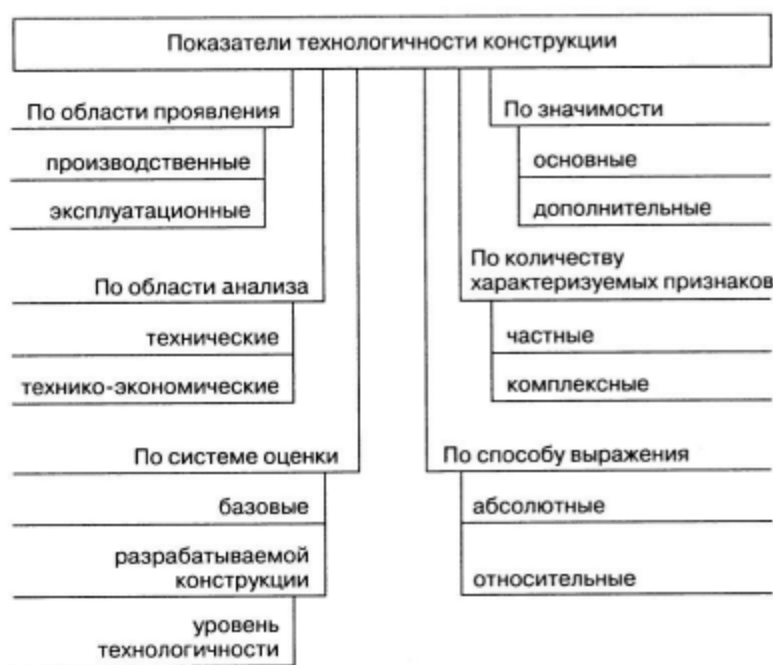 Показатели технологичности конструкции
По области проявления
производственные
эксплуатационные
По области анализа
технические
технико-экономические
По системе оценки
базовые
разрабатываемой
конструкции
уровень
технологичности
По значимости
основные
дополнительные
По количеству
характеризуемых признаков
частные
комплексные
По способу выражения
абсолютные
относительные